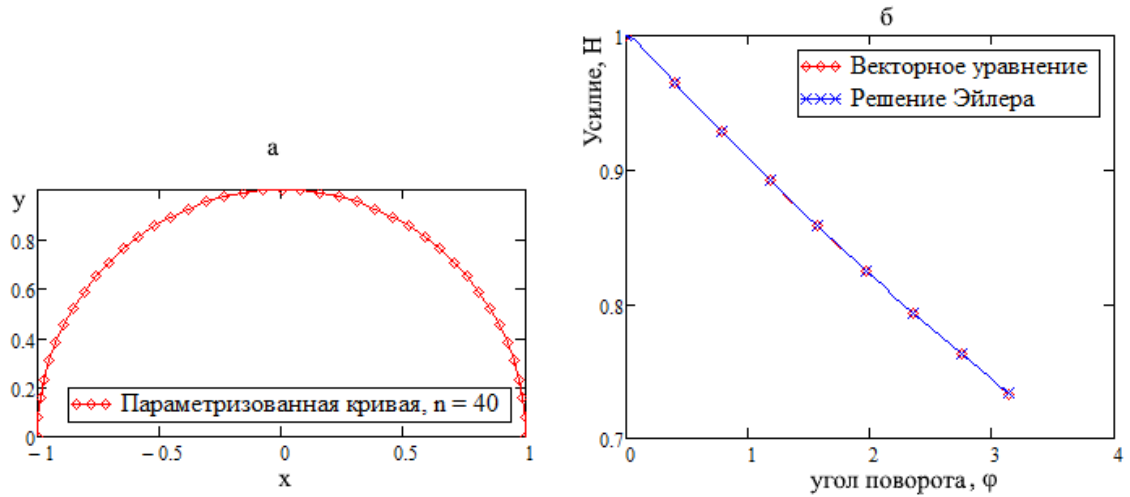 а
y
0.8
0.6
0.4
0.2
0
Параметризованная кривая, n = 40
−1
−0.5
0
0.5
1
x
б
Усилие, Н
1
0.9
0.8
0.7
Векторное уравнение
Решение Эйлера
0
1
2
3
4
угол поворота, φ